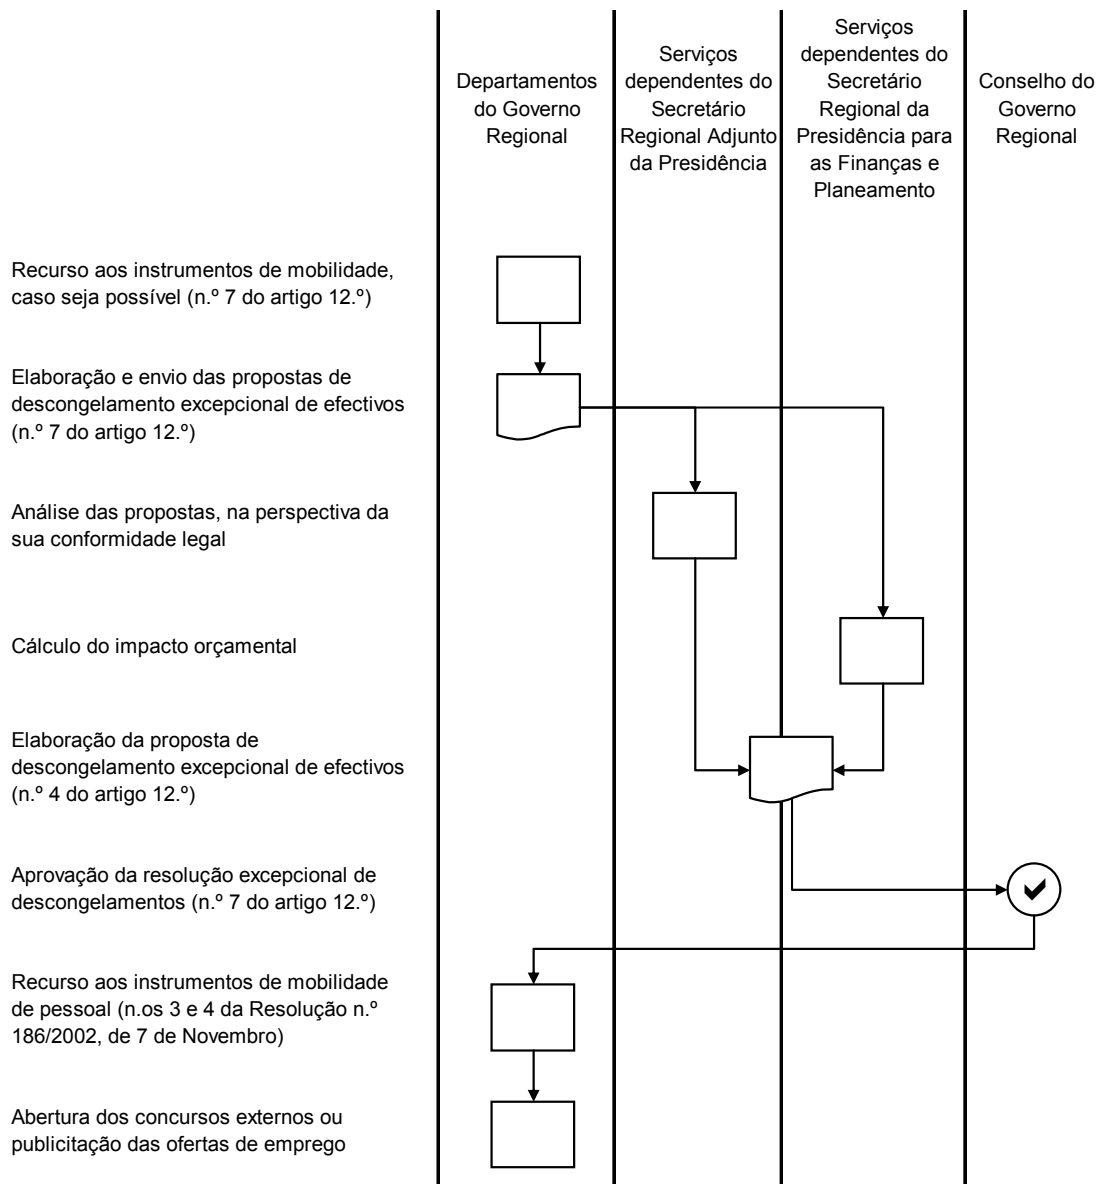 Departamentos
do Governo
Regional
Serviços
dependentes do
Secretário
Regional Adjunto
da Presidência
Serviços
dependentes do
Secretário
Regional da
Presidência para
as Finanças e
Planeamento
Conselho do
Governo
Regional
Recurso aos instrumentos de mobilidade,
caso seja possível (n.º 7 do artigo 12.º)
Elaboração e envio das propostas de
descongelamento excepcional de efectivos
(n.º 7 do artigo 12.º)
Análise das propostas, na perspectiva da
sua conformidade legal
Cálculo do impacto orçamental
Elaboração da proposta de
descongelamento excepcional de efectivos
(n.º 4 do artigo 12.º)
Aprovação da resolução excepcional de
descongelamentos (n.º 7 do artigo 12.º)
Recurso aos instrumentos de mobilidade
de pessoal (n.os 3 e 4 da Resolução n.º
186/2002, de 7 de Novembro)
Abertura dos concursos externos ou
publicitação das ofertas de emprego